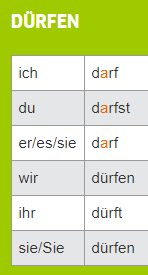 DÜRFEN
ich darf
du darfst
er/es/sie darf
wir dürfen
ihr dürft
sie/Sie dürfen